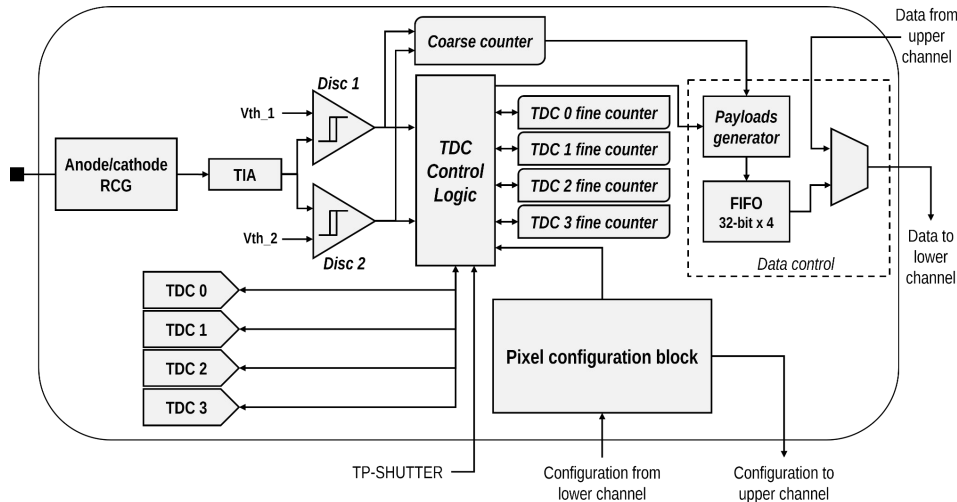 Data from
upper
channel
Coarse counter
Disc 1
Vth_1
TDC 0 fine counter
Payloads
generator
TDC
Control
Logic
TDC 1 fine counter
Anode/cathode
RCG
TIA
TDC 2 fine counter
FIFO
32-bit x 4
TDC 3 fine counter
Vth_2
Disc 2
Data control
Data to
lower
channel
TDC 0
TDC 1
TDC 2
TDC 3
Pixel configuration block
TP-SHUTTER
Configuration from
lower channel
Configuration to
upper channel